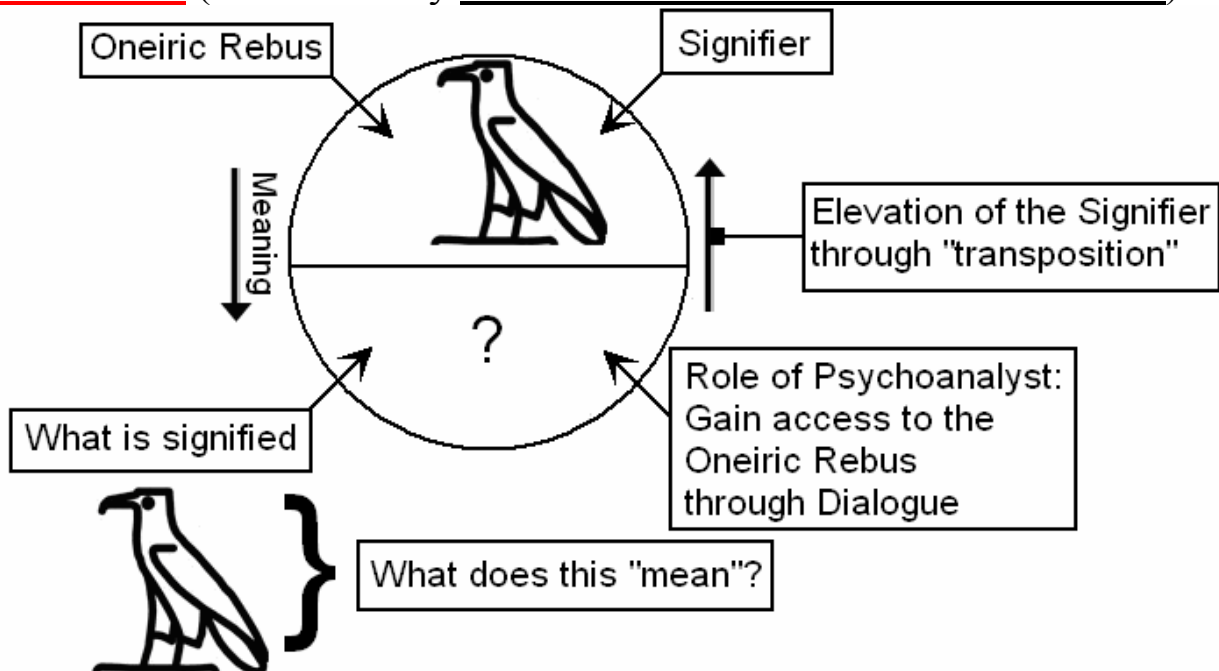 Oneiric Rebus
Signifier
Meaning
Elevation of the Signifier
through "transposition"
?
What is signified
Role of Psychoanalyst:
Gain access to the
Oneiric Rebus
through Dialogue
What does this "mean"?